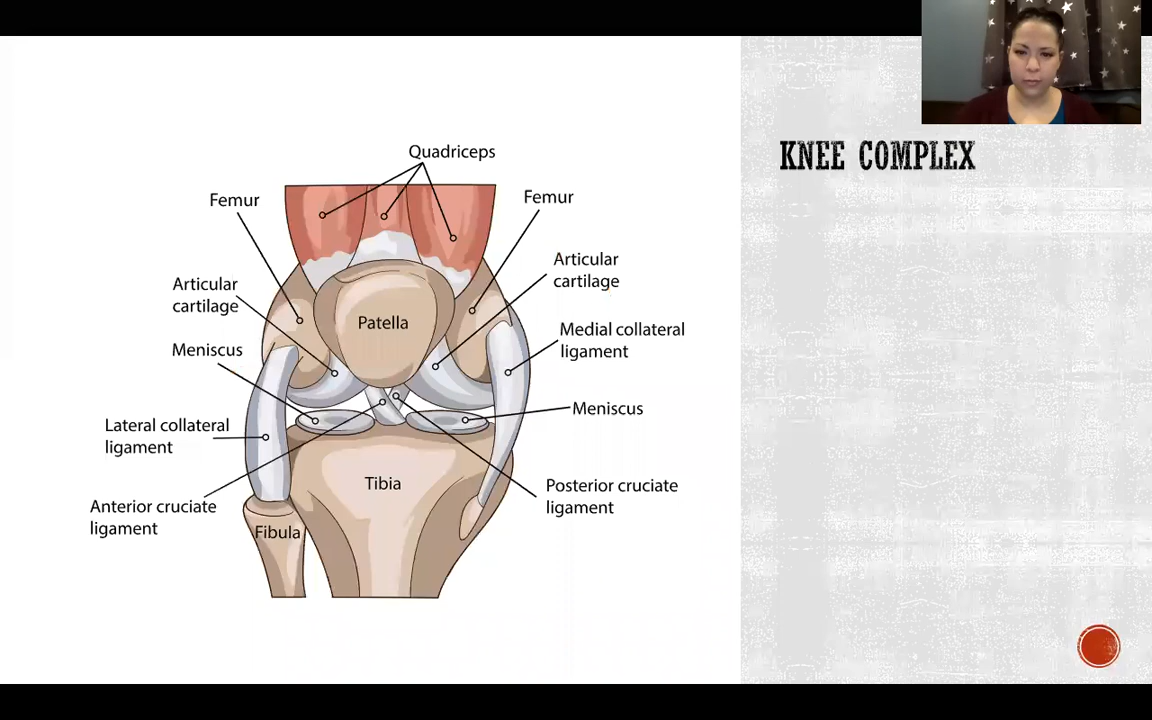 KNEE COMPLEX
Quadriceps
Femur
Femur
Articular
cartilage
Articular
cartilage
Patella
Medial collateral
ligament
Meniscus
Meniscus
Lateral collateral
ligament
Tibia
Posterior cruciate
ligament
Anterior cruciate
ligament
Fibula